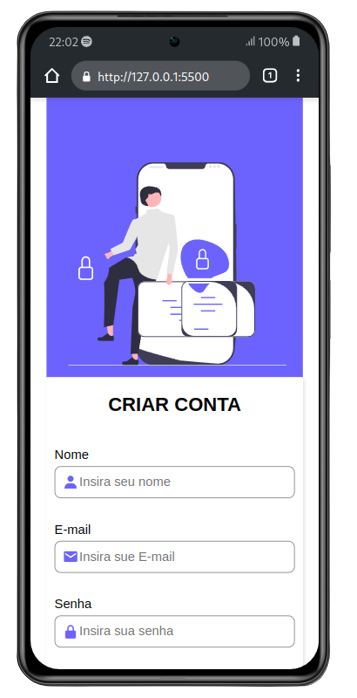 22:02
100%
http://127.0.0.1:5500
1
CRIAR CONTA
Nome
Insira seu nome
E-mail
Insira sue E-mail
Senha
Insira sua senha